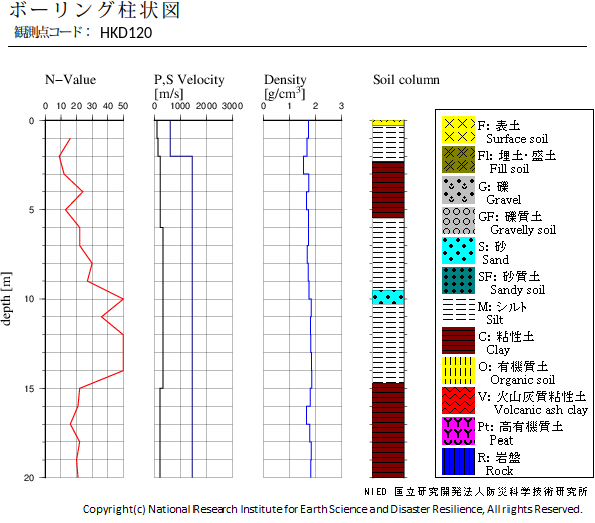 ボーリング柱状図
観測点コード： HKD120
N−Value
P,S Velocity
[m/s]
Density
[g/cm³]
Soil column
0 10 20 30 40 50
0 1000 2000 3000
0 1 2 3
0
5
10
15
20
depth [m]
F: 表土
Surface soil
Fl: 埋土・盛土
Fill soil
G: 礫
Gravel
GF: 礫質土
Gravelly soil
S: 砂
Sand
SF: 砂質土
Sandy soil
M: シルト
Silt
C: 粘性土
Clay
O: 有機質土
Organic soil
V: 火山灰質粘性土
Volcanic ash clay
Pt: 高有機質土
Peat
R: 岩盤
Rock
NIED 国立研究開発法人防災科学技術研究所
Copyright(c) National Research Institute for Earth Science and Disaster Resilience, All Rights Reserved.